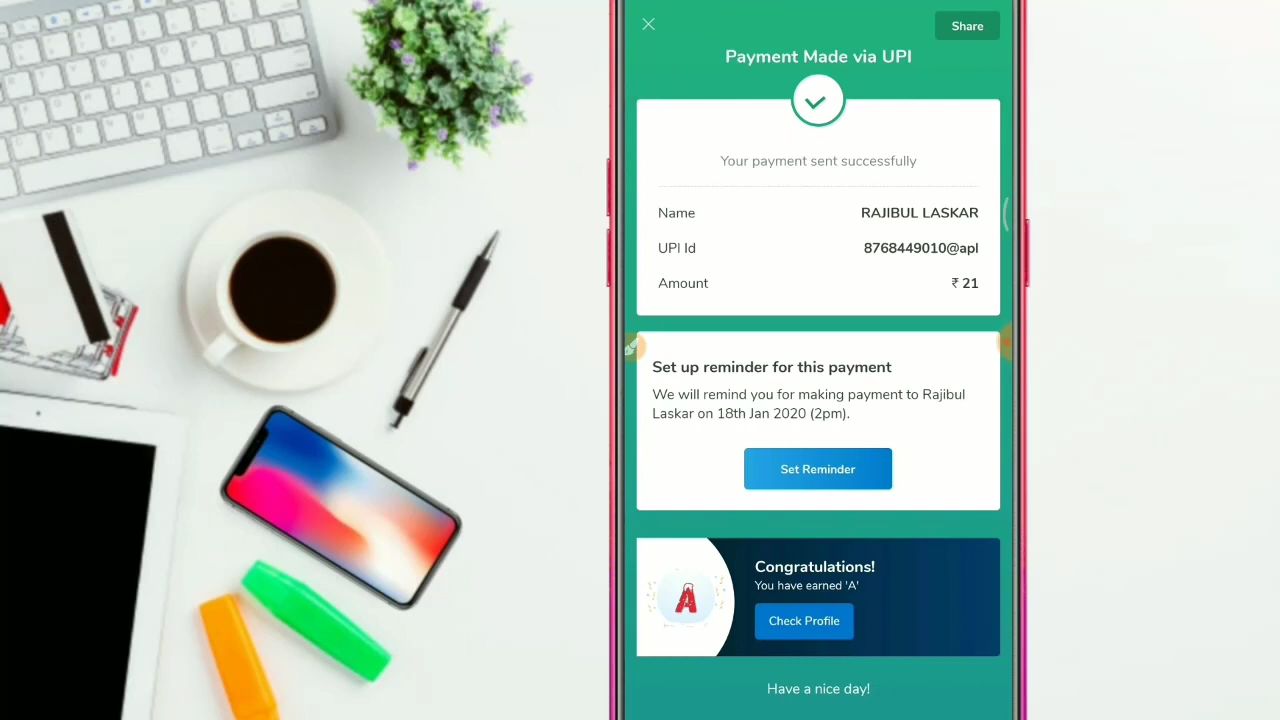 Share
Payment Made via UPI
Your payment sent successfully
Name RAJIBUL LASKAR
UPI Id 8768449010@apl
Amount ₹ 21
Set up reminder for this payment
We will remind you for making payment to Rajibul
Laskar on 18th Jan 2020 (2pm).
Set Reminder
A
Congratulations!
You have earned 'A'
Check Profile
Have a nice day!